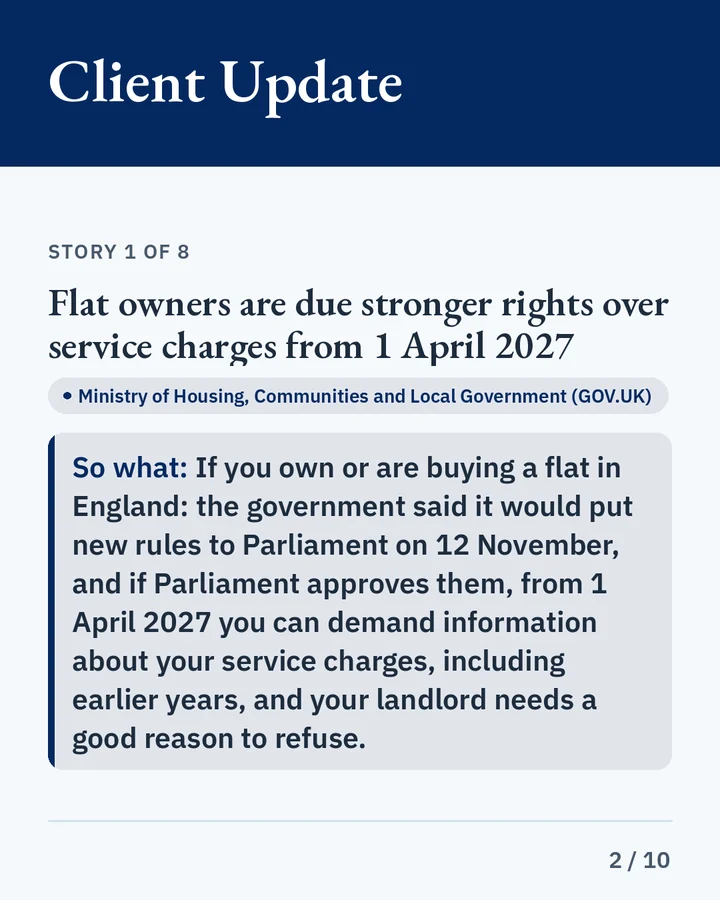 Client Update
STORY 1 OF 8
Flat owners are due stronger rights over
service charges from 1 April 2027
• Ministry of Housing, Communities and Local Government (GOV.UK)
So what: If you own or are buying a flat in
England: the government said it would put
new rules to Parliament on 12 November,
and if Parliament approves them, from 1
April 2027 you can demand information
about your service charges, including
earlier years, and your landlord needs a
good reason to refuse.
2 / 10